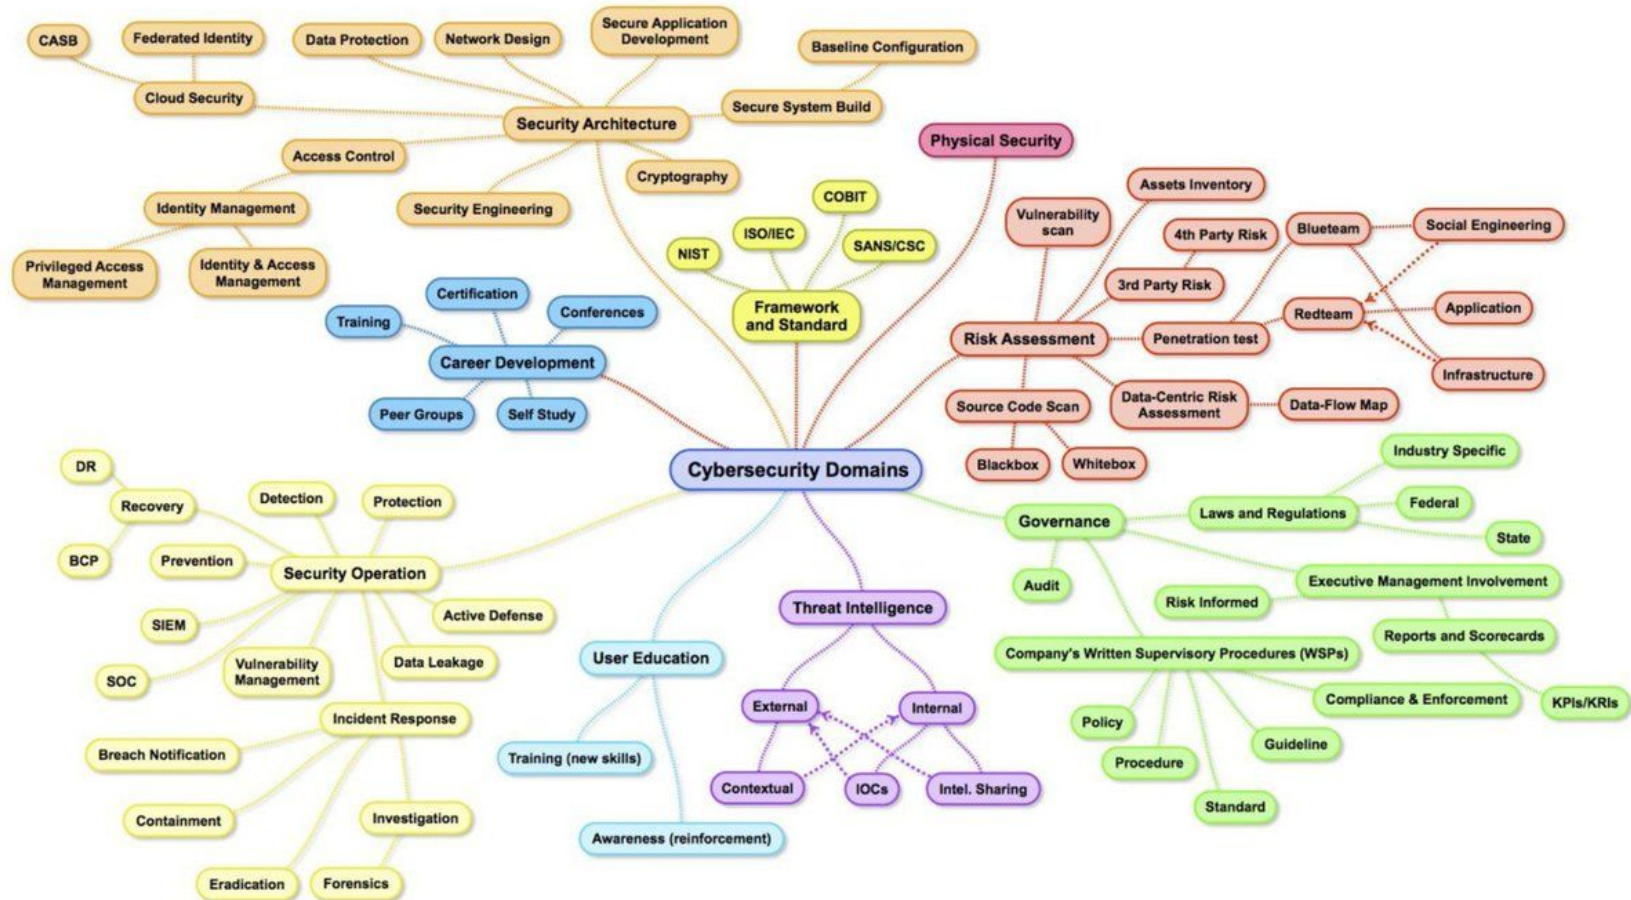 CASB
Federated Identity
Data Protection
Network Design
Secure Application
Development
Baseline Configuration
Cloud Security
Secure System Build
Security Architecture
Physical Security
Access Control
Cryptography
Identity Management
Security Engineering
Privileged Access
Management
Identity & Access
Management
COBIT
ISO/IEC
NIST
SANS/CSC
Framework
and Standard
Assets Inventory
Vulnerability
scan
4th Party Risk
Blueteam
Social Engineering
3rd Party Risk
Redteam
Application
Risk Assessment
Penetration test
Infrastructure
Source Code Scan
Data-Centric Risk
Assessment
Data-Flow Map
Blackbox
Whitebox
Certification
Training
Conferences
Career Development
Peer Groups
Self Study
Cybersecurity Domains
DR
Recovery
Detection
Protection
BCP
Prevention
Security Operation
SIEM
Active Defense
SOC
Vulnerability
Management
Data Leakage
Incident Response
Breach Notification
Containment
Investigation
Eradication
Forensics
User Education
Training (new skills)
Awareness (reinforcement)
Threat Intelligence
External
Internal
Contextual
IOCs
Intel. Sharing
Industry Specific
Governance
Laws and Regulations
Federal
State
Audit
Executive Management Involvement
Risk Informed
Reports and Scorecards
Company's Written Supervisory Procedures (WSPs)
Compliance & Enforcement
KPIs/KRIs
Policy
Guideline
Procedure
Standard